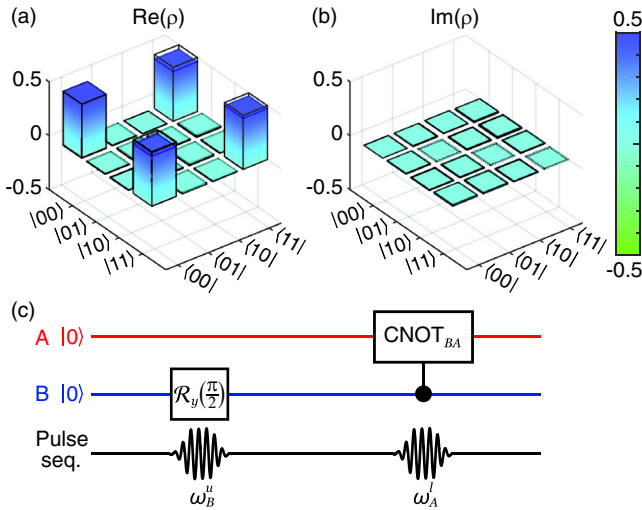 (a) Re(ρ) (b) Im(ρ) 0.5
0.5 0.5
0 0
-0.5 -0.5
|00⟩ |01⟩ |10⟩ |11⟩ ⟨00| ⟨01| ⟨10| ⟨11| |00⟩ |01⟩ |10⟩ |11⟩ ⟨00| ⟨01| ⟨10| ⟨11| -0.5
(c)
A |0⟩ CNOT_BA
B |0⟩ R_y(π/2)
Pulse
seq.
ω_B^u ω_A^l